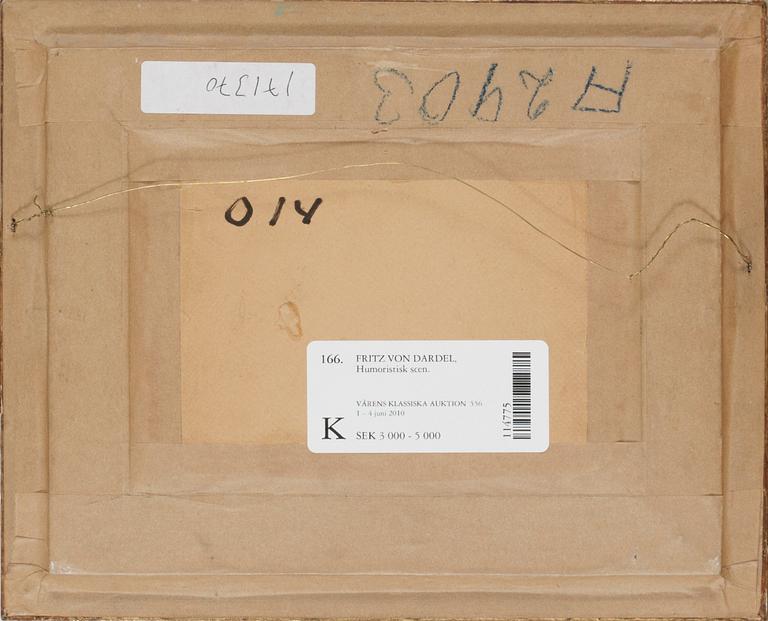 171370
A2903
014
166. FRITZ VON DARDEL,
Humoristisk scen.
VÅRENS KLASSISKA AUKTION 556
1 - 4 juni 2010
K SEK 3 000 - 5 000
114775